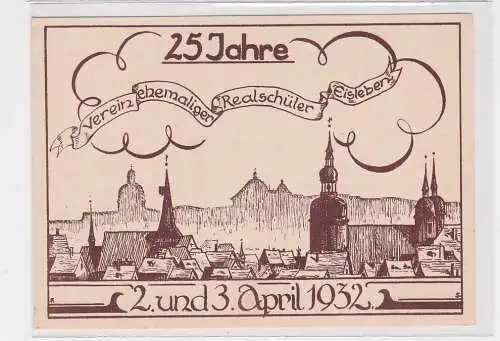 25 Jahre
Verein ehemaliger Realschüler Eisleben
2. und 3. April 1932.